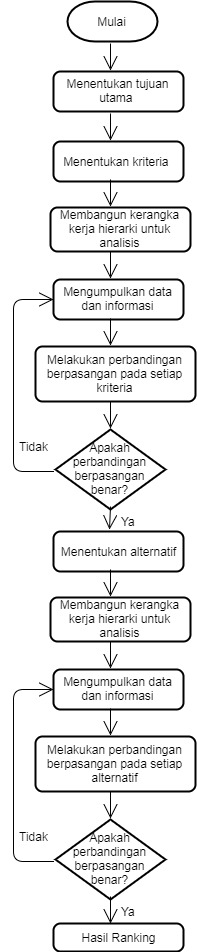 Mulai
Menentukan tujuan
utama
Menentukan kriteria
Membangun kerangka
kerja hierarki untuk
analisis
Mengumpulkan data
dan informasi
Melakukan perbandingan
berpasangan pada setiap
kriteria
Tidak
Apakah
perbandingan
berpasangan
benar?
Ya
Menentukan alternatif
Membangun kerangka
kerja hierarki untuk
analisis
Mengumpulkan data
dan informasi
Melakukan perbandingan
berpasangan pada setiap
alternatif
Tidak
Apakah
perbandingan
berpasangan
benar?
Ya
Hasil Ranking